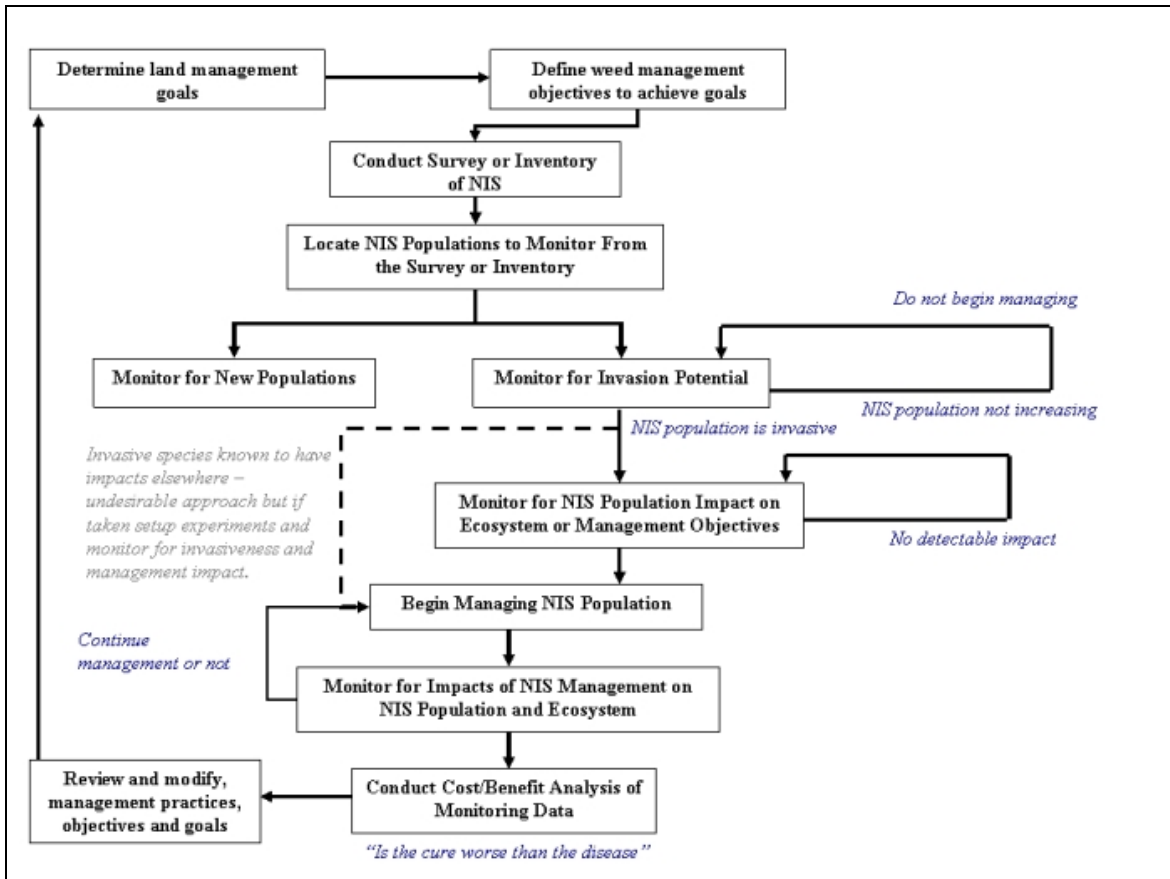 Determine land management
goals
Define weed management
objectives to achieve goals
Conduct Survey or Inventory
of NIS
Locate NIS Populations to Monitor From
the Survey or Inventory
Do not begin managing
Monitor for New Populations
Monitor for Invasion Potential
NIS population not increasing
NIS population is invasive
Invasive species known to have
impacts elsewhere –
undesirable approach but if
taken setup experiments and
monitor for invasiveness and
management impact.
Monitor for NIS Population Impact on
Ecosystem or Management Objectives
No detectable impact
Begin Managing NIS Population
Continue
management or not
Monitor for Impacts of NIS Management on
NIS Population and Ecosystem
Review and modify,
management practices,
objectives and goals
Conduct Cost/Benefit Analysis of
Monitoring Data
“Is the cure worse than the disease”